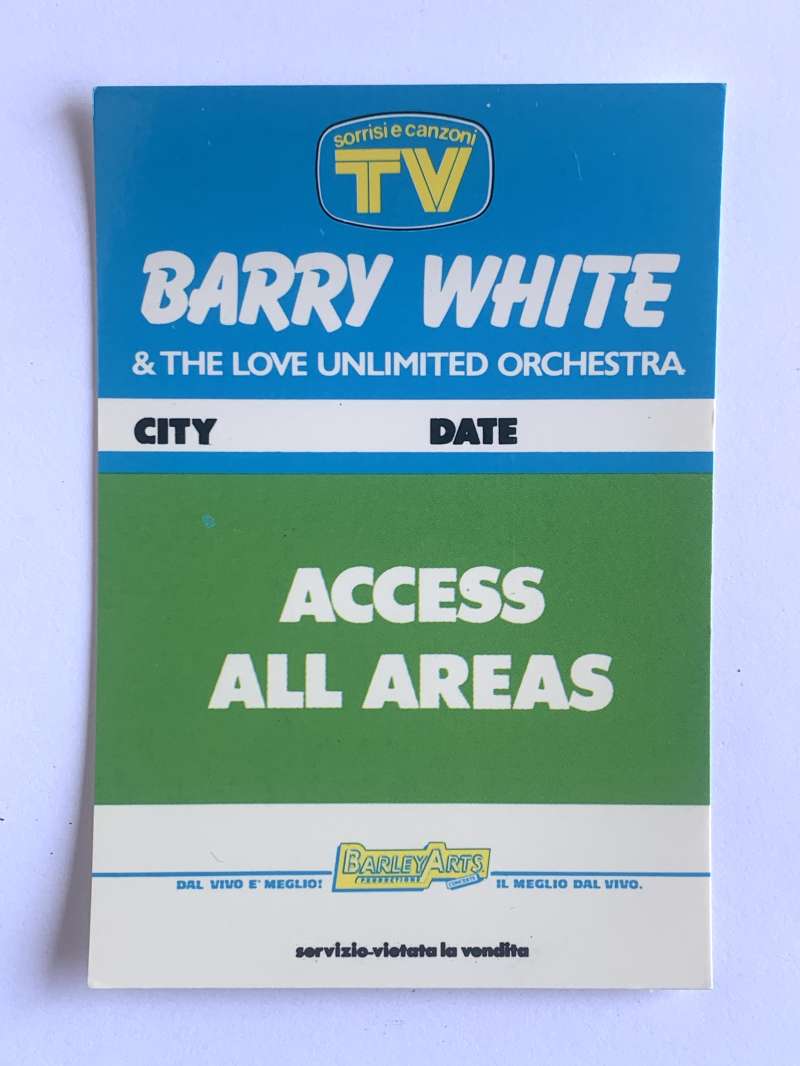 sorrisi e canzoni
TV
BARRY WHITE
& THE LOVE UNLIMITED ORCHESTRA
CITY DATE
ACCESS
ALL AREAS
BARLEY ARTS
PRODUCTIONS
DAL VIVO E' MEGLIO! IL MEGLIO DAL VIVO.
servizio-vietata la vendita